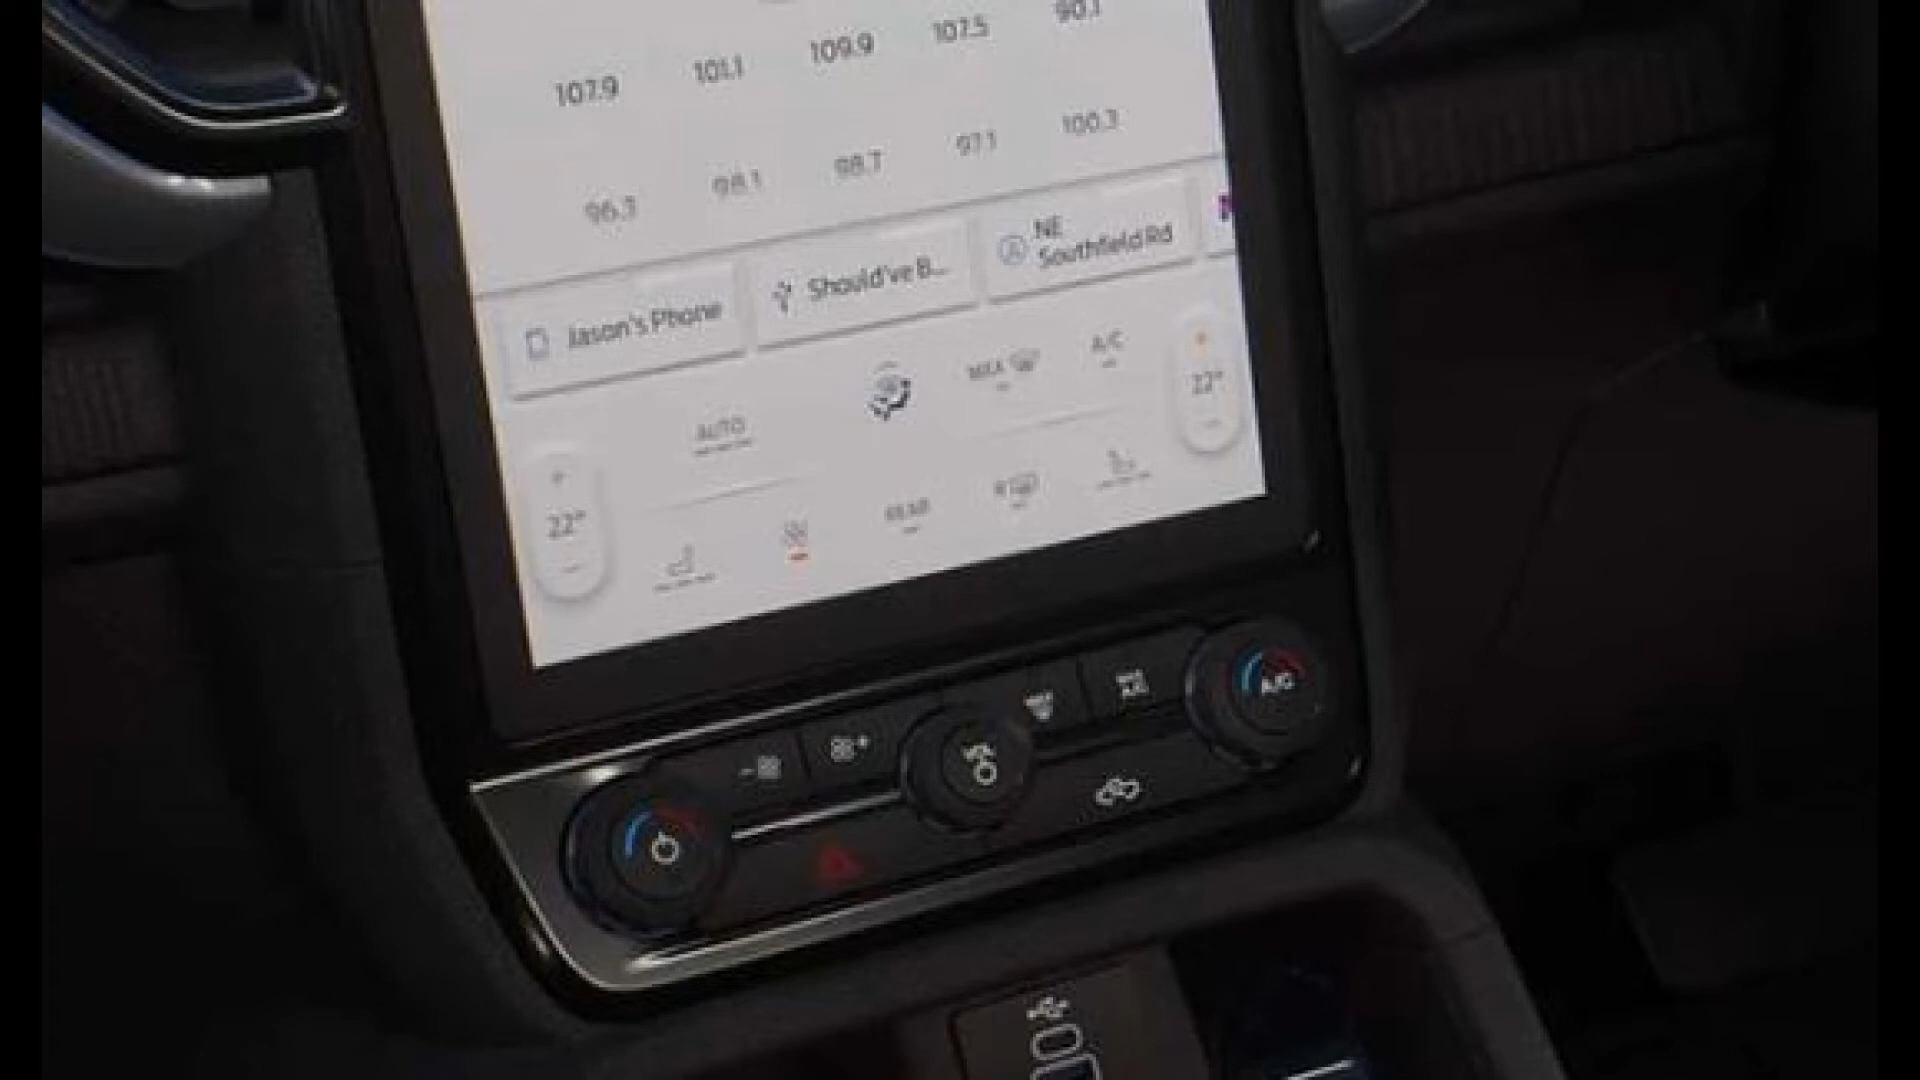 107.9 101.1 109.9 107.5 90.1
96.3 98.1 98.7 97.1 100.3
Jason's Phone
Should've B...
NE
Southfield Rd
AUTO
MAX
A/C
22°
22°
REAR
R
A/C